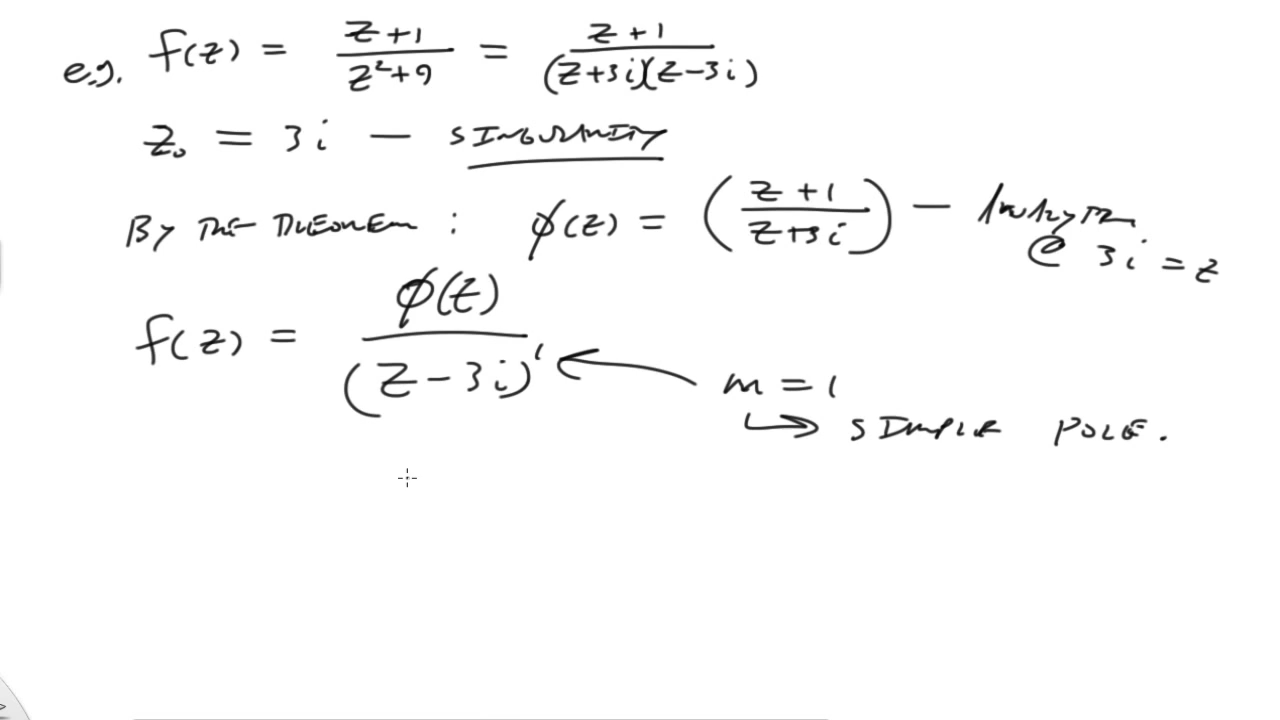 e.g. f(z) = z+1 / z²+9 = z+1 / (z+3i)(z-3i)
z₀ = 3i — SINGULARITY
By THE THEOREM : φ(z) = (z+1 / z+3i) — ANALYTIC
@ 3i = z
f(z) = φ(z) / (z-3i)¹
m = 1
↳ SIMPLE POLE.